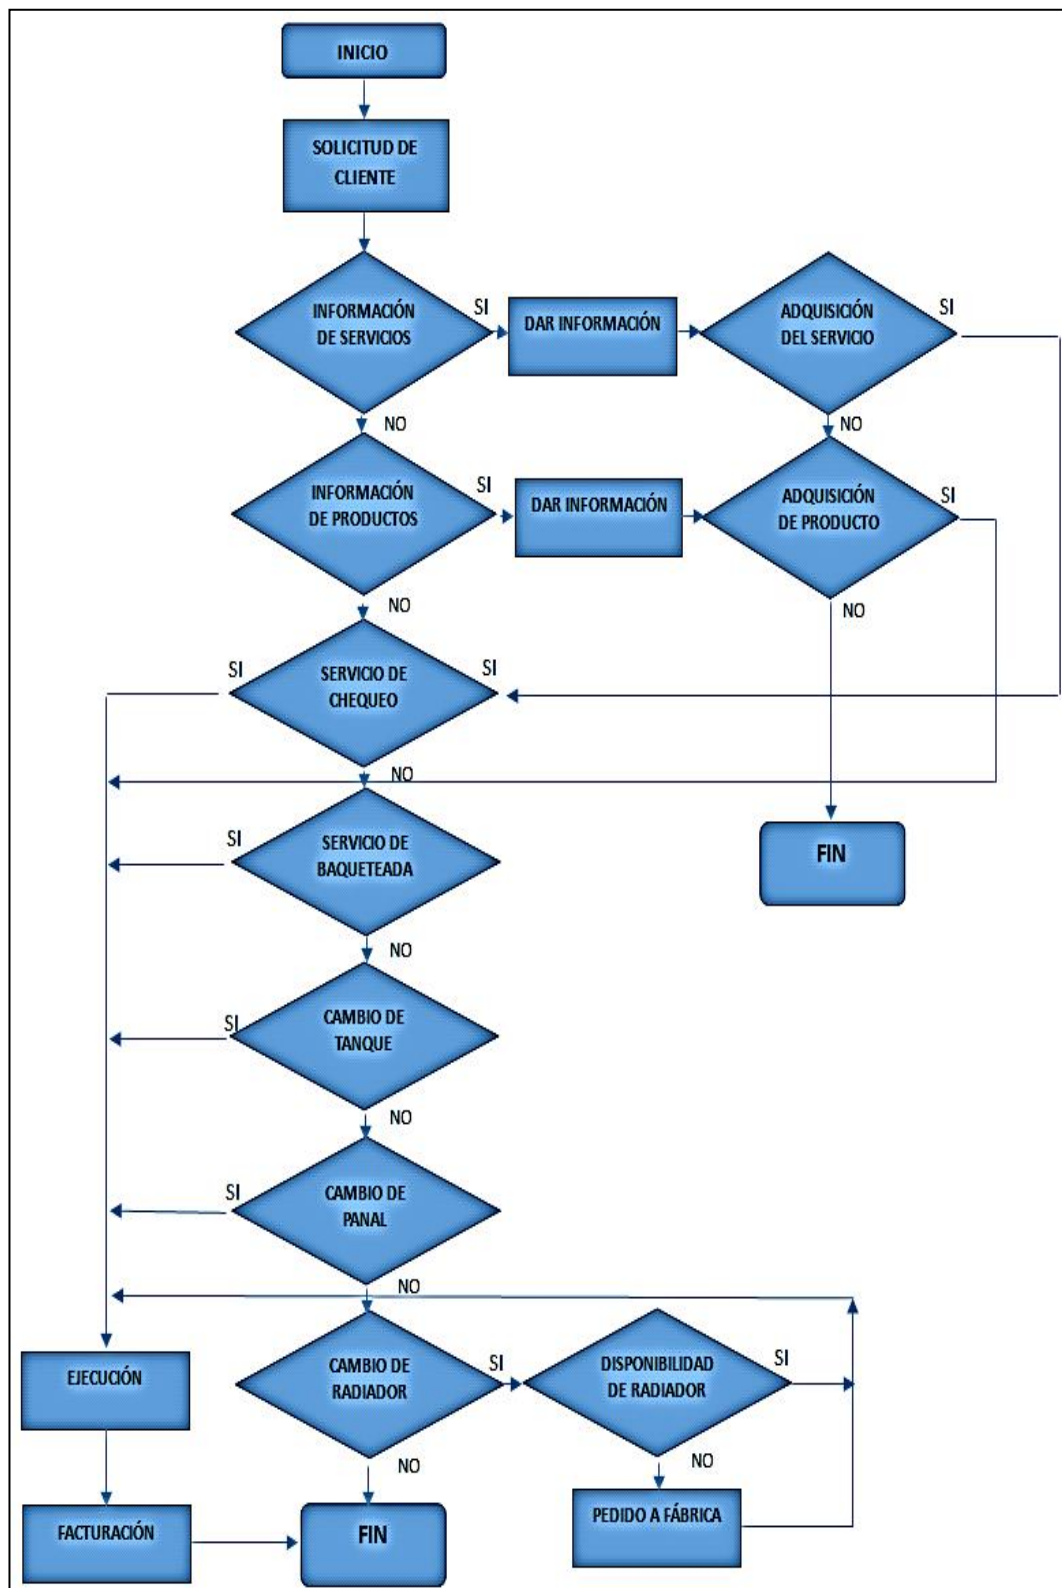 INICIO
SOLICITUD DE
CLIENTE
INFORMACIÓN
DE SERVICIOS
SI
DAR INFORMACIÓN
ADQUISICIÓN
DEL SERVICIO
SI
NO
NO
INFORMACIÓN
DE PRODUCTOS
SI
DAR INFORMACIÓN
ADQUISICIÓN
DE PRODUCTO
SI
NO
NO
SI
SERVICIO DE
CHEQUEO
SI
NO
SI
SERVICIO DE
BAQUETEADA
FIN
NO
SI
CAMBIO DE
TANQUE
NO
SI
CAMBIO DE
PANAL
NO
EJECUCIÓN
CAMBIO DE
RADIADOR
SI
DISPONIBILIDAD
DE RADIADOR
SI
NO
NO
FACTURACIÓN
FIN
PEDIDO A FÁBRICA